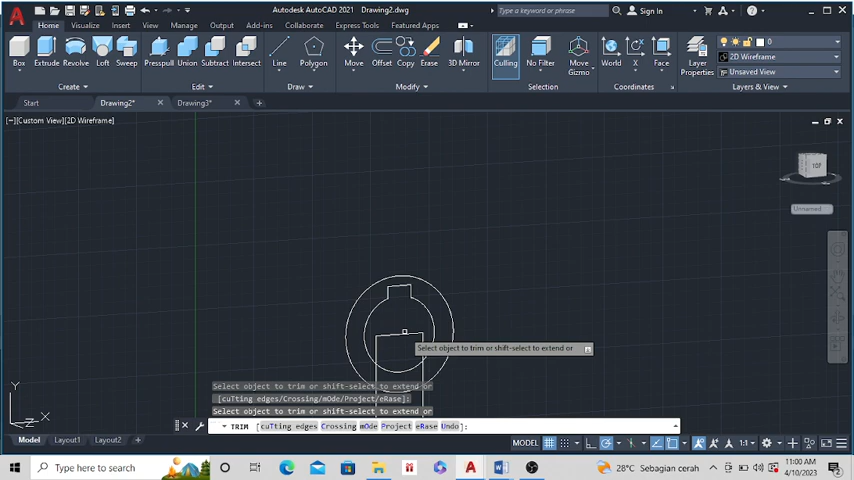 Autodesk AutoCAD 2021 Drawing2.dwg
Type a keyword or phrase
Sign In
Home Visualize Insert View Manage Output Add-ins Collaborate Express Tools Featured Apps
Box Extrude Revolve Loft Sweep Presspull Union Subtract Intersect Line Polygon Move Offset Copy Erase 3D Mirror Culling No Filter Move Gizmo World X Face Layer Properties
0
2D Wireframe
Unsaved View
Create Edit Draw Modify Selection Coordinates Layers & View
Start Drawing2* Drawing3*
[−][Custom View][2D Wireframe]
TOP
Unnamed
Select object to trim or shift-select to extend or
Y
Z X
Select object to trim or shift-select to extend or
[cuTting edges/Crossing/mOde/Project/eRase]:
Select object to trim or shift-select to extend or
TRIM [cuTting edges Crossing mOde Project eRase Undo]:
Model Layout1 Layout2
MODEL
1:1
Type here to search
28°C Sebagian cerah
11:00 AM
4/10/2023
2